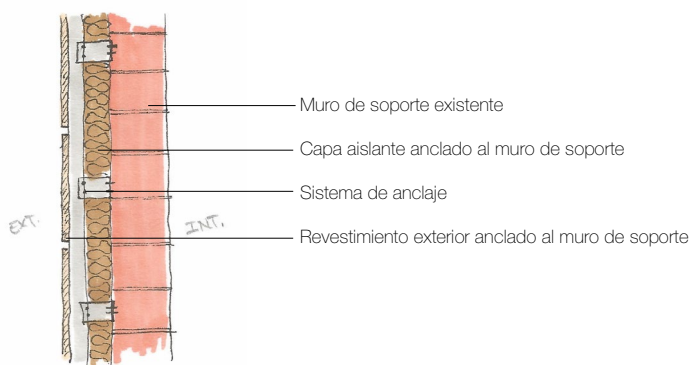 Muro de soporte existente
Capa aislante anclado al muro de soporte
Sistema de anclaje
EXT.
INT.
Revestimiento exterior anclado al muro de soporte